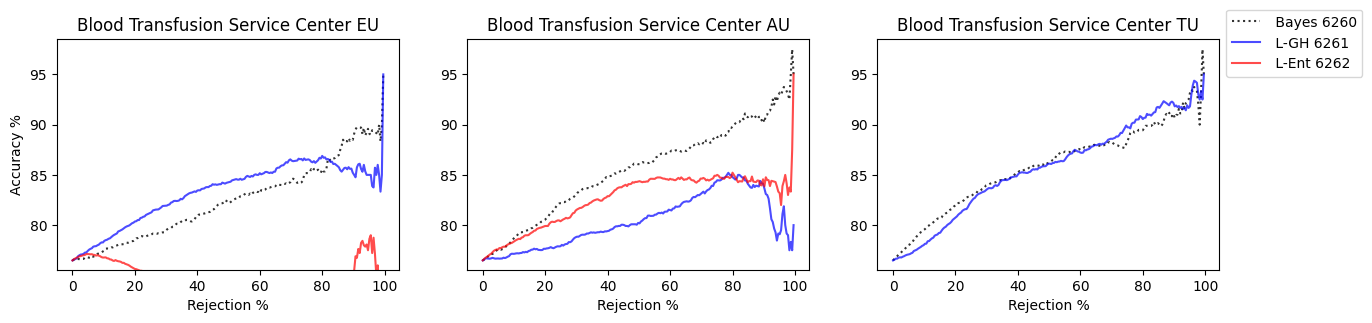 Blood Transfusion Service Center EU
Accuracy %
95
90
85
80
0 20 40 60 80 100
Rejection %
Blood Transfusion Service Center AU
95
90
85
80
0 20 40 60 80 100
Rejection %
Blood Transfusion Service Center TU
95
90
85
80
0 20 40 60 80 100
Rejection %
Bayes 6260
L-GH 6261
L-Ent 6262